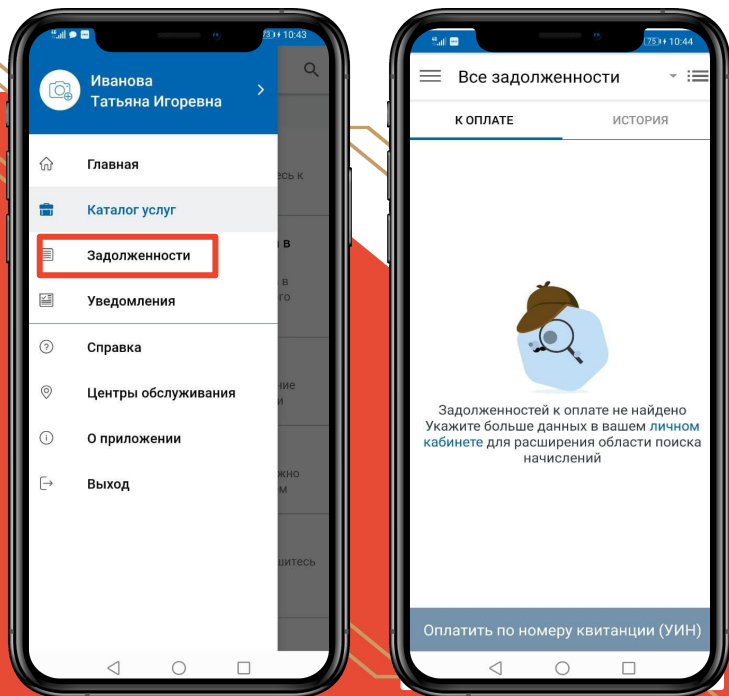 73 10:43
Иванова
Татьяна Игоревна
Главная
Каталог услуг
Задолженности
Уведомления
Справка
Центры обслуживания
О приложении
Выход
в
в
75 10:44
Все задолженности
К ОПЛАТЕ
ИСТОРИЯ
Задолженностей к оплате не найдено
Укажите больше данных в вашем личном
кабинете для расширения области поиска
начислений
Оплатить по номеру квитанции (УИН)